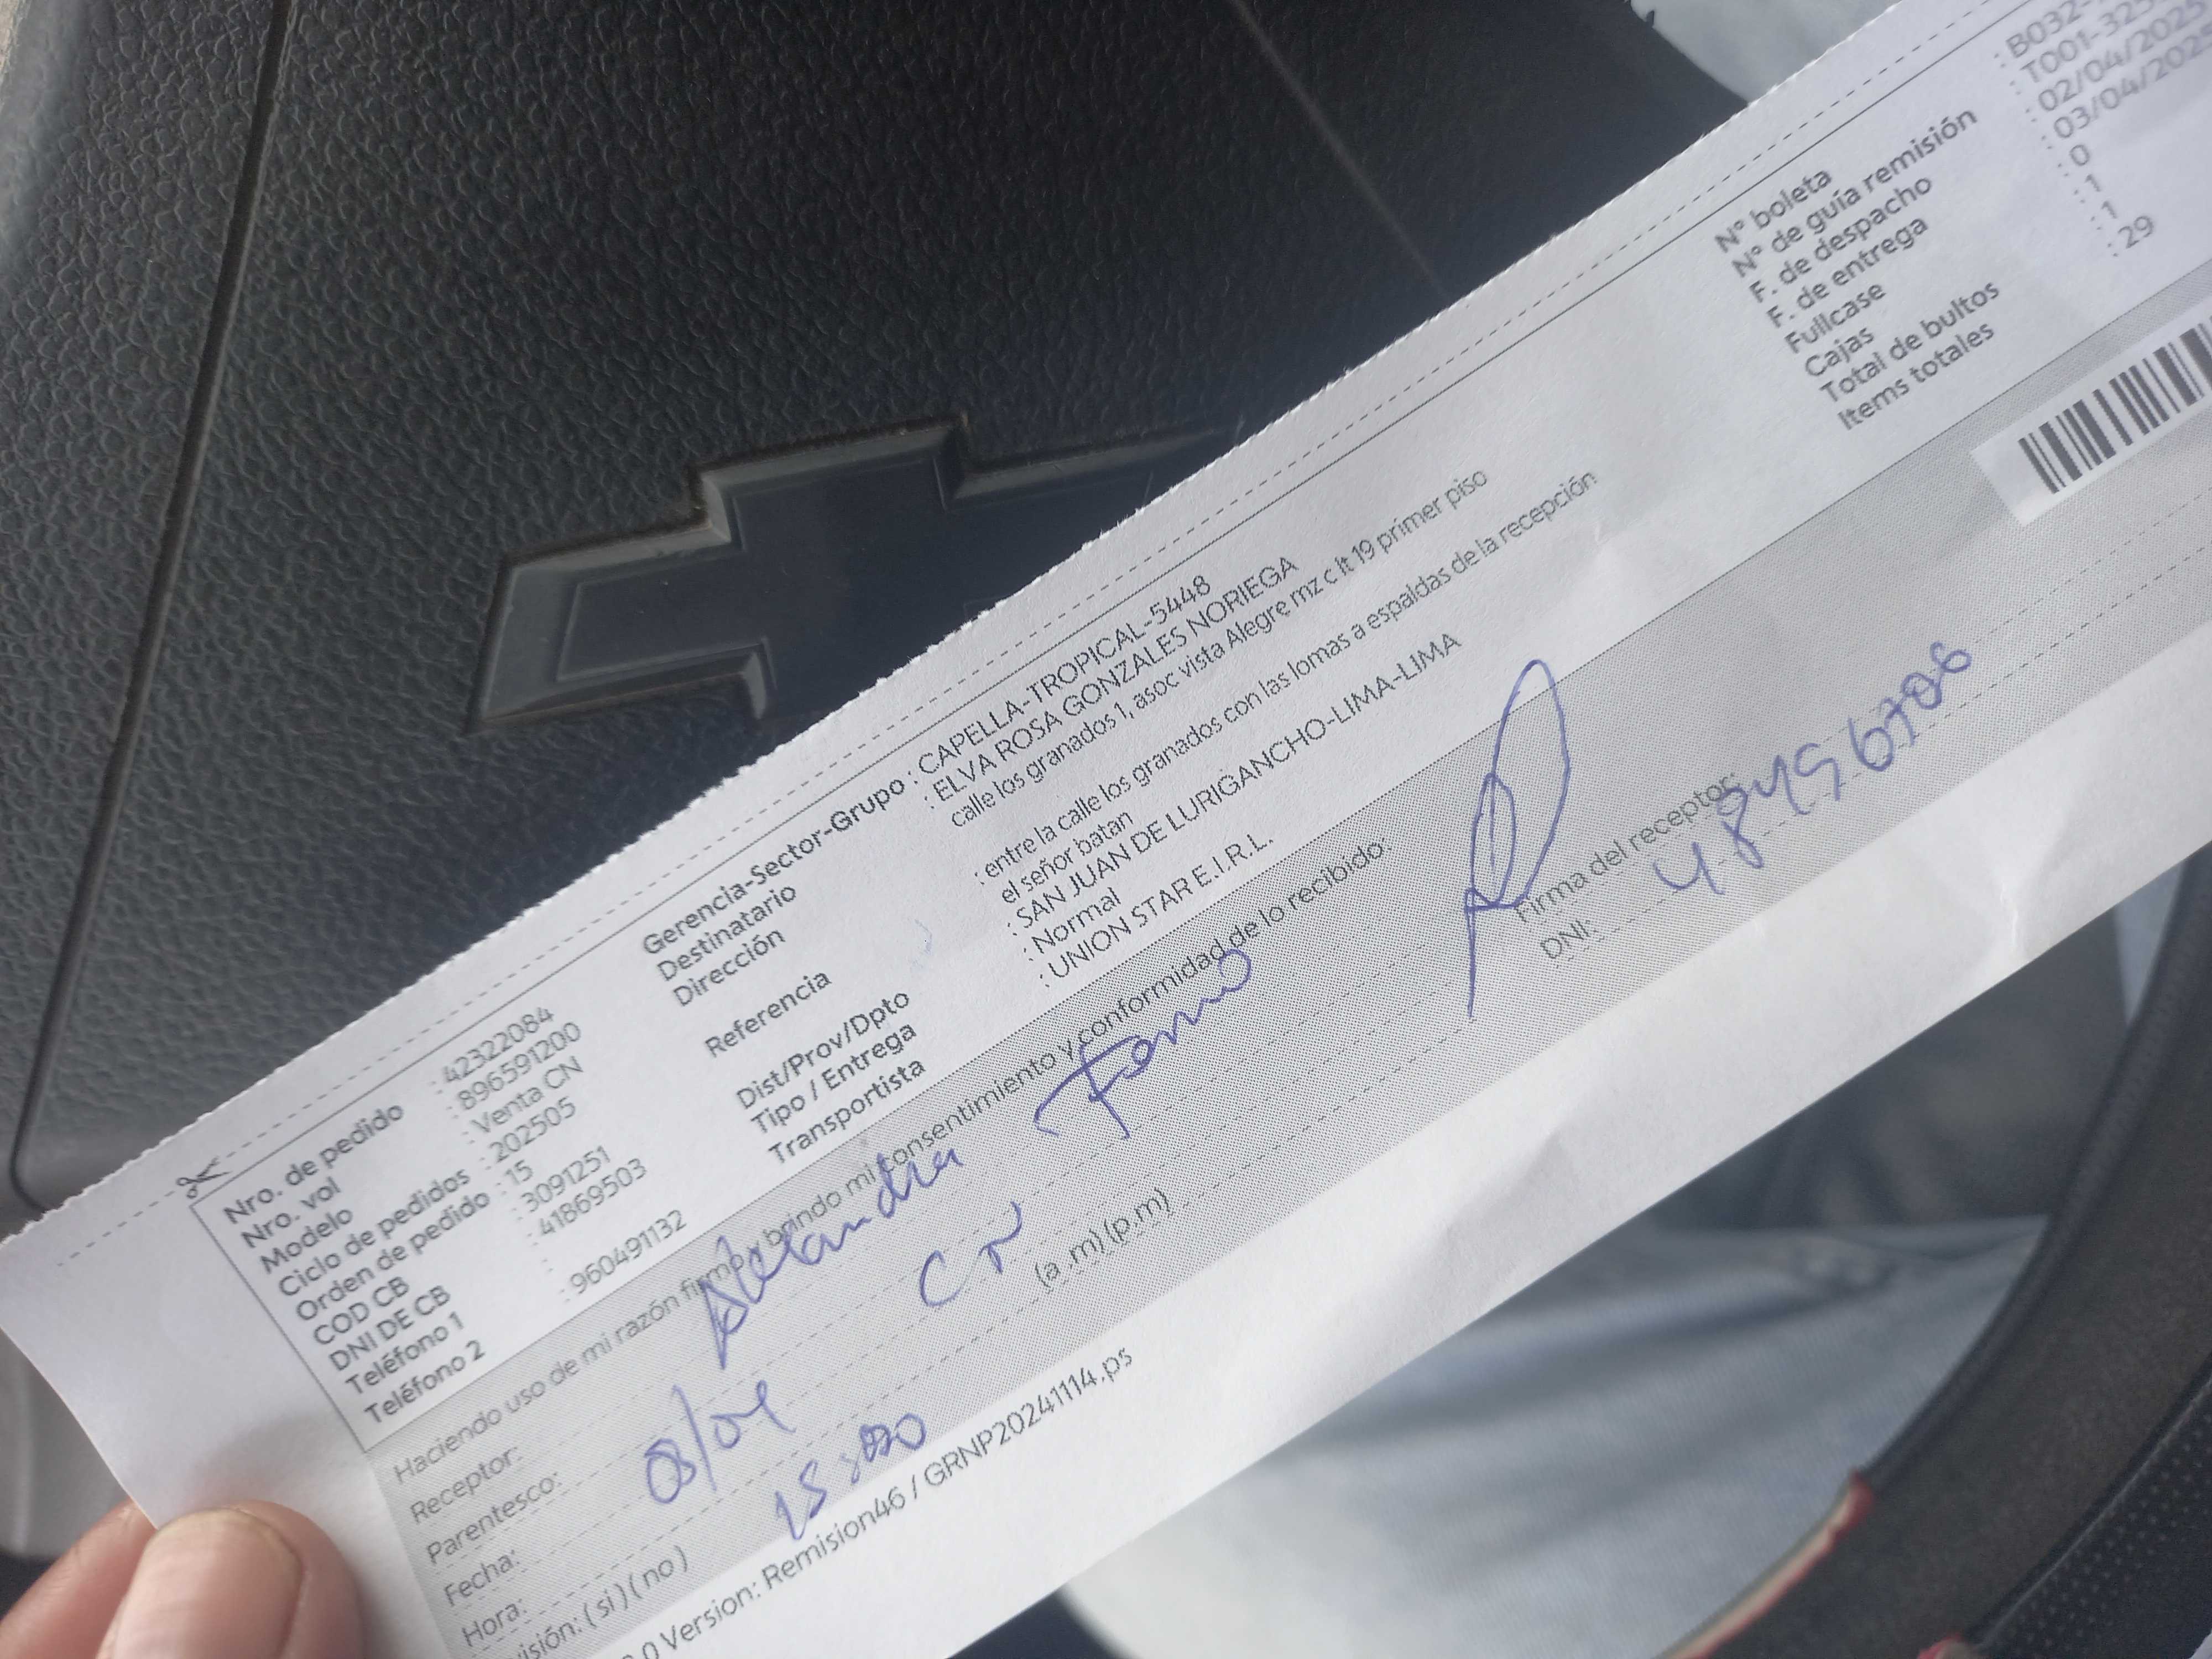 Nro. de pedido : 42322084
Nro. vol : 896591200
Modelo : Venta CN
Ciclo de pedidos : 202505
Orden de pedido : 15
COD CB : 3091251
DNI DE CB : 41869503
Teléfono 1 :
Teléfono 2 : 960491132
Gerencia-Sector-Grupo : CAPELLA-TROPICAL-5448
Destinatario : ELVA ROSA GONZALES NORIEGA
Dirección calle los granados 1, asoc vista Alegre mz c lt 19 primer piso
Referencia : entre la calle los granados con las lomas a espaldas de la recepción
el señor batan
Dist/Prov/Dpto : SAN JUAN DE LURIGANCHO-LIMA-LIMA
Tipo / Entrega : Normal
Transportista : UNION STAR E.I.R.L.
N° boleta : B032-
N° de guía remisión : T001-325
F. de despacho : 02/04/2025
F. de entrega : 03/04/2025
Fullcase : 0
Cajas : 1
Total de bultos : 1
Items totales : 29
Haciendo uso de mi razón firmo y brindo mi consentimiento y conformidad de lo recibido:
Receptor:
Parentesco:
Fecha: 03/04
Hora: (a .m) (p.m)
isión: ( si ) ( no )
Firma del receptor:
DNI:
.0 Version: Remision46 / GRNP20241114.ps